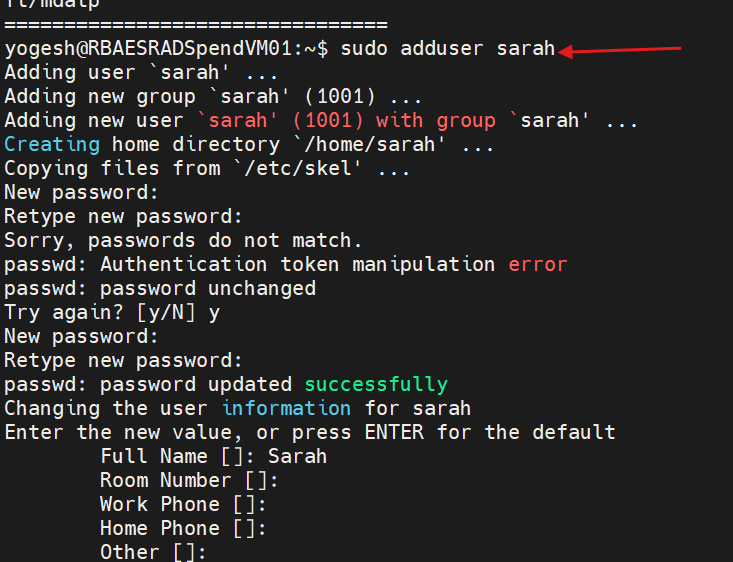 ================================
yogesh@RBAESRADSpendVM01:~$ sudo adduser sarah
Adding user `sarah' ...
Adding new group `sarah' (1001) ...
Adding new user `sarah' (1001) with group `sarah' ...
Creating home directory `/home/sarah' ...
Copying files from `/etc/skel' ...
New password:
Retype new password:
Sorry, passwords do not match.
passwd: Authentication token manipulation error
passwd: password unchanged
Try again? [y/N] y
New password:
Retype new password:
passwd: password updated successfully
Changing the user information for sarah
Enter the new value, or press ENTER for the default
        Full Name []: Sarah
        Room Number []:
        Work Phone []:
        Home Phone []:
        Other []: